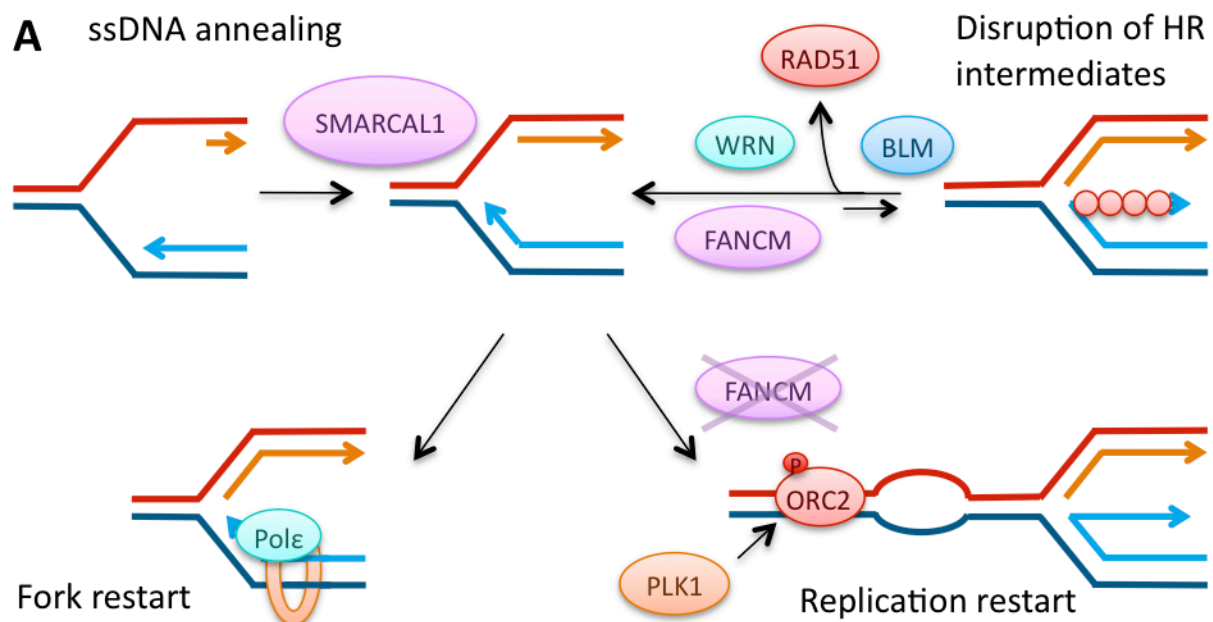 A
ssDNA annealing
SMARCAL1
RAD51
WRN
BLM
FANCM
Disruption of HR
intermediates
FANCM
P
ORC2
PLK1
Polε
Fork restart
Replication restart